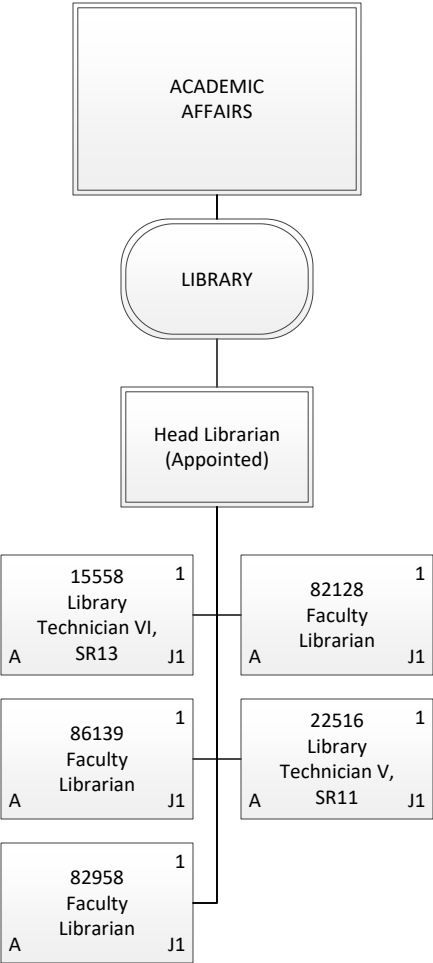 ACADEMIC
AFFAIRS
LIBRARY
Head Librarian
(Appointed)
15558 1
Library
Technician VI,
A SR13 J1
82128 1
Faculty
Librarian
A J1
86139 1
Faculty
Librarian
A J1
22516 1
Library
Technician V,
A SR11 J1
82958 1
Faculty
Librarian
A J1